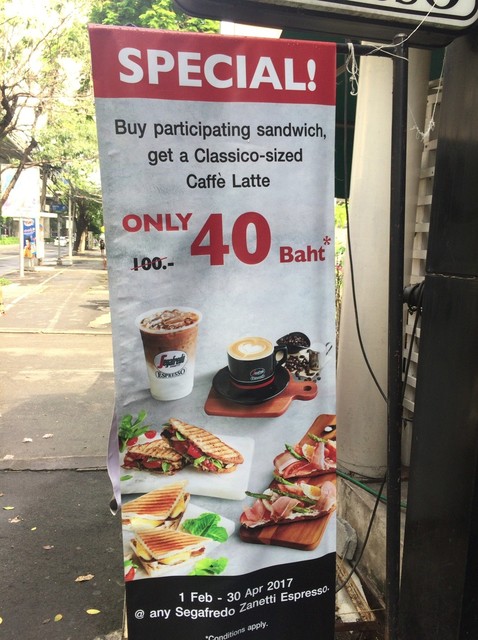 SPECIAL!
Buy participating sandwich,
get a Classico-sized
Caffè Latte
ONLY
100.-
40
Baht*
Segafredo
ESPRESSO
1 Feb - 30 Apr 2017
@ any Segafredo Zanetti Espresso.
*Conditions apply.